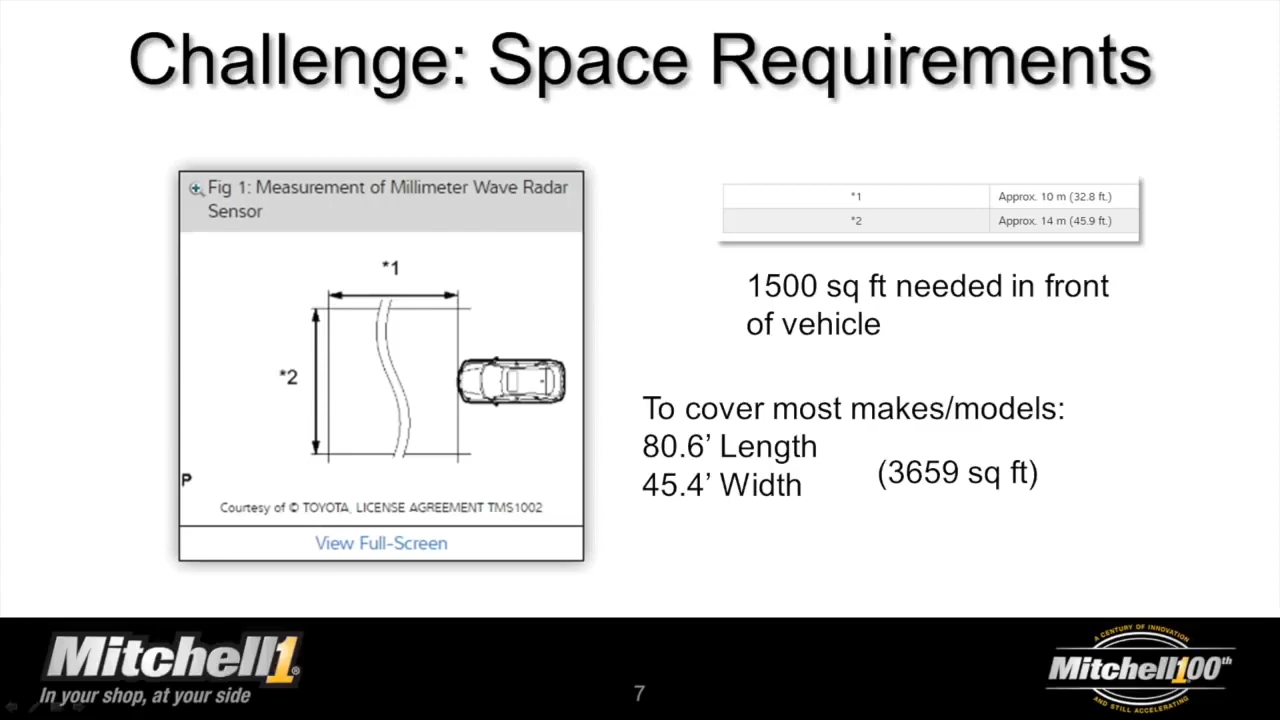 Challenge: Space Requirements
Fig 1: Measurement of Millimeter Wave Radar
Sensor
*1
*2
P
Courtesy of © TOYOTA, LICENSE AGREEMENT TMS1002
View Full-Screen
*1 Approx. 10 m (32.8 ft.)
*2 Approx. 14 m (45.9 ft.)
1500 sq ft needed in front
of vehicle
To cover most makes/models:
80.6’ Length
45.4’ Width
(3659 sq ft)
Mitchell1®
In your shop, at your side
7
A CENTURY OF INNOVATION
Mitchell100th
AND STILL ACCELERATING